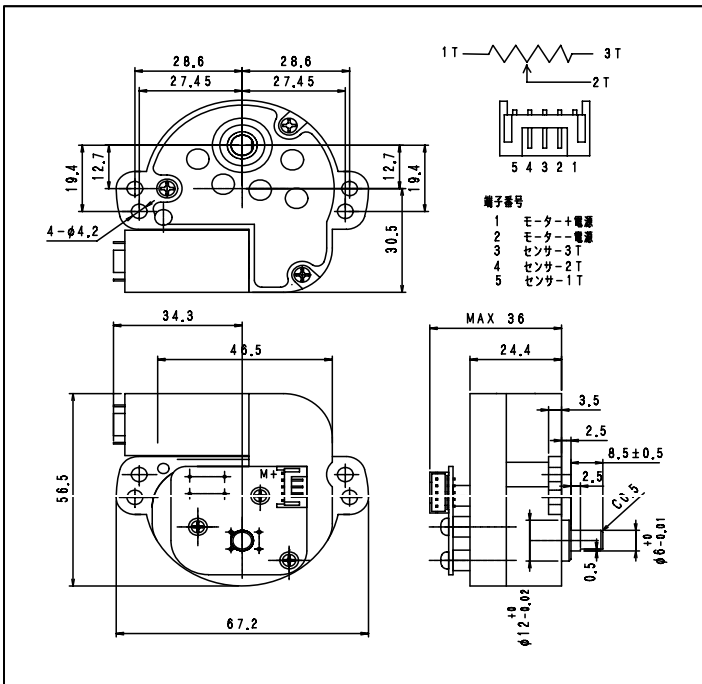 28.6
28.6
27.45
27.45
19.4
12.7
12.7
19.4
30.5
4-φ4.2
1T
3T
2T
5 4 3 2 1
端子番号
1 モーター+電源
2 モーター-電源
3 センサー3T
4 センサー2T
5 センサー1T
34.3
46.5
56.5
M+
67.2
MAX 36
24.4
3.5
2.5
8.5±0.5
2.5
C0.5
0.5
φ6 +0 -0.01
φ12 +0 -0.02